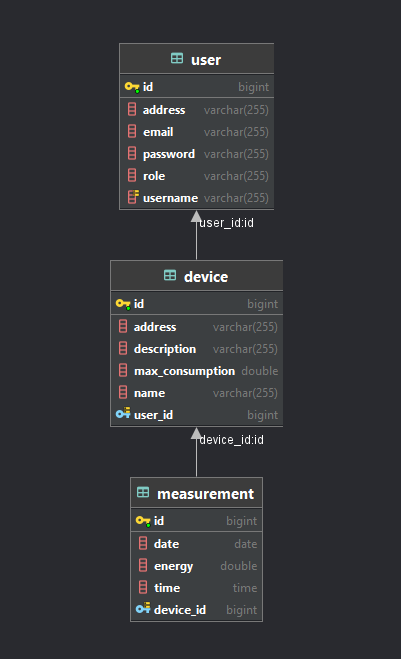 user
id bigint
address varchar(255)
email varchar(255)
password varchar(255)
role varchar(255)
username varchar(255)
user_id:id
device
id bigint
address varchar(255)
description varchar(255)
max_consumption double
name varchar(255)
user_id bigint
device_id:id
measurement
id bigint
date date
energy double
time time
device_id bigint